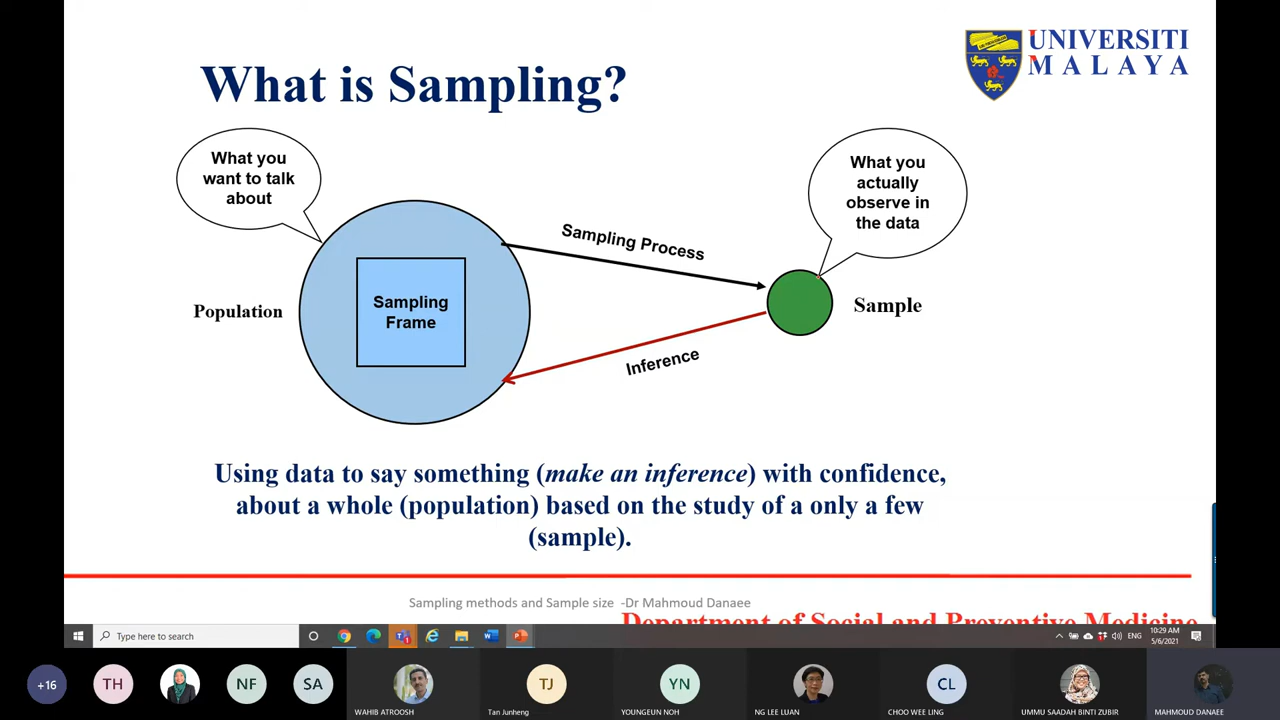 UNIVERSITI
MALAYA
What is Sampling?
What you
want to talk
about
What you
actually
observe in
the data
Sampling Process
Population
Sampling
Frame
Sample
Inference
Using data to say something (make an inference) with confidence,
about a whole (population) based on the study of a only a few
(sample).
Sampling methods and Sample size -Dr Mahmoud Danaee
Department of Social and Preventive Medicine
Type here to search
ENG
10:29 AM
5/6/2021
+16
TH
NF
SA
WAHIB ATROOSH
TJ
Tan Junheng
YN
YOUNGEUN NOH
NG LEE LUAN
CL
CHOO WEE LING
UMMU SAADAH BINTI ZUBIR
MAHMOUD DANAEE